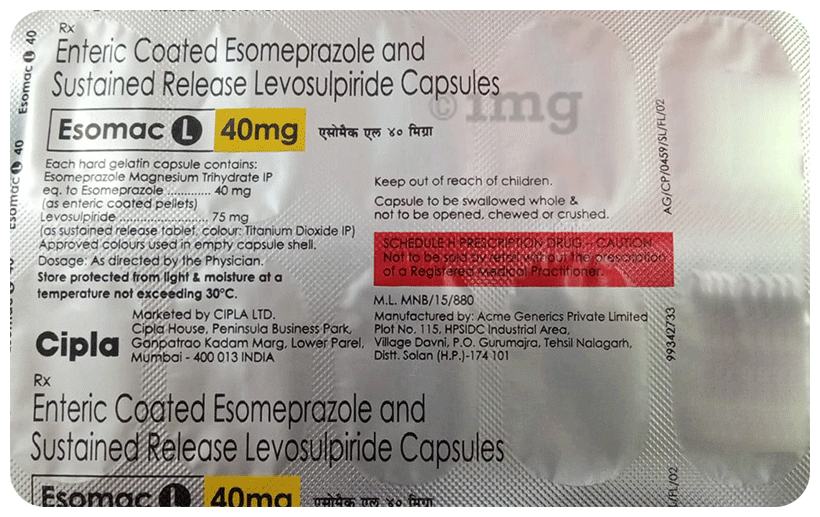 Rx
Enteric Coated Esomeprazole and
Sustained Release Levosulpiride Capsules
Esomac L 40mg एसोमैक एल ४० मिग्रा
Each hard gelatin capsule contains:
Esomeprazole Magnesium Trihydrate IP
eq. to Esomeprazole ............ 40 mg
(as enteric coated pellets)
Levosulpiride ........................ 75 mg
(as sustained release tablet, colour: Titanium Dioxide IP)
Approved colours used in empty capsule shell.
Dosage: As directed by the Physician.
Store protected from light & moisture at a
temperature not exceeding 30°C.
Marketed by CIPLA LTD.
Cipla House, Peninsula Business Park,
Ganpatrao Kadam Marg, Lower Parel,
Mumbai - 400 013 INDIA
Cipla
Keep out of reach of children.
Capsule to be swallowed whole &
not to be opened, chewed or crushed.
SCHEDULE H PRESCRIPTION DRUG - CAUTION
Not to be sold by retail without the prescription
of a Registered Medical Practitioner.
M.L. MNB/15/880
Manufactured by: Acme Generics Private Limited
Plot No. 115, HPSIDC Industrial Area,
Village Davni, P.O. Gurumajra, Tehsil Nalagarh,
Distt. Solan (H.P.)-174 101
Rx
Enteric Coated Esomeprazole and
Sustained Release Levosulpiride Capsules
Esomac L 40mg एसोमैक एल ४० मिग्रा
Esomac L 40
Esomac L 40
40
AG/CP/0459/SL/FL/02
99342733
/FL/02
© 1mg